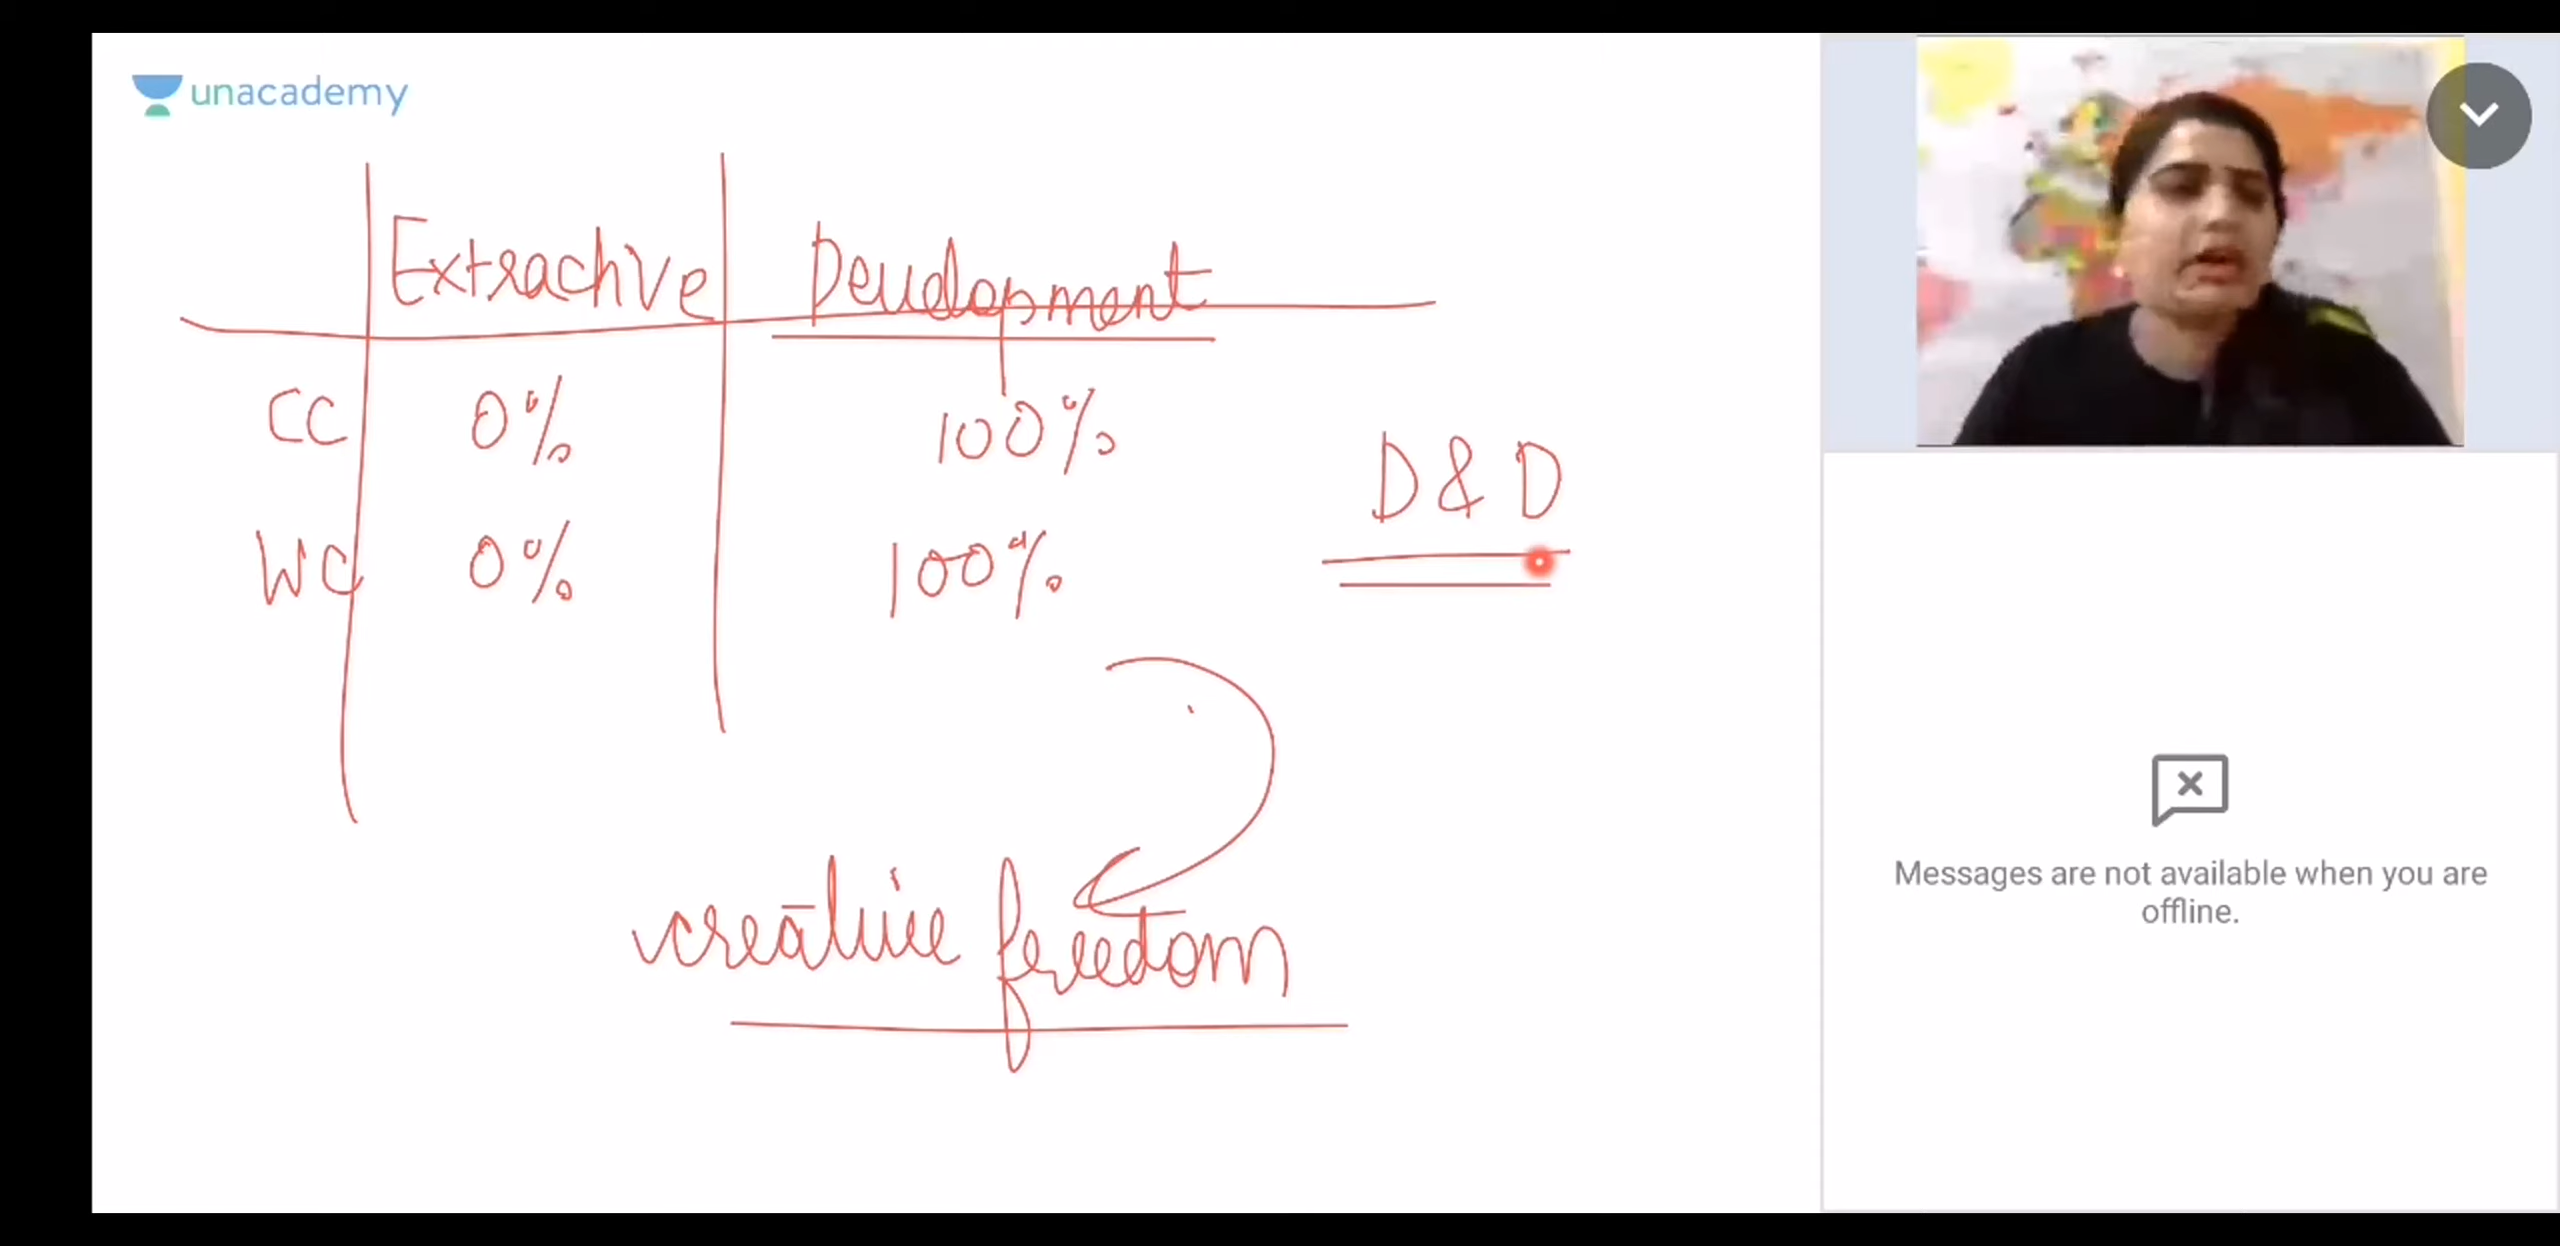 unacademy
Extractive Development
CC 0% 100%
D & D
WC 0% 100%
creative freedom
Messages are not available when you are
offline.